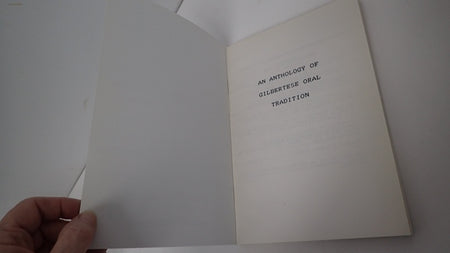 AN ANTHOLOGY OF
GILBERTESE ORAL
TRADITION